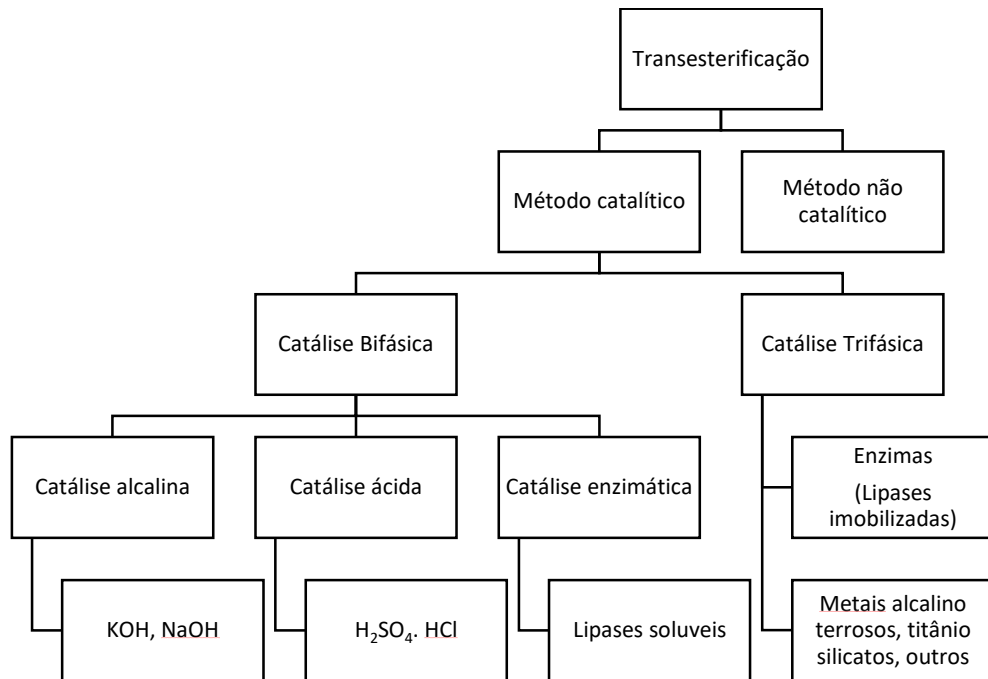 Transesterificação
Método catalítico
Método não
catalítico
Catálise Bifásica
Catálise Trifásica
Catálise alcalina
Catálise ácida
Catálise enzimática
Enzimas
(Lipases
imobilizadas)
KOH, NaOH
H₂SO₄. HCl
Lipases soluveis
Metais alcalino
terrosos, titânio
silicatos, outros